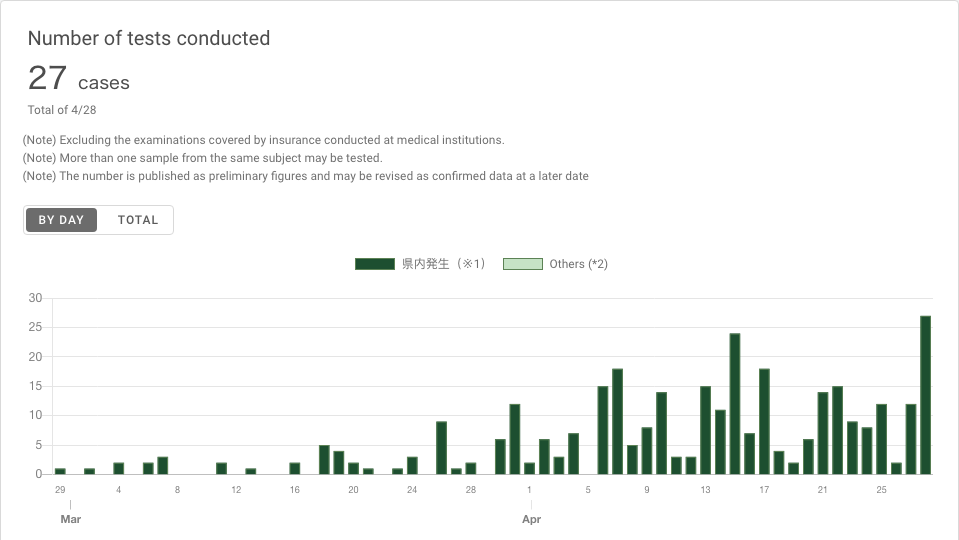 Number of tests conducted
27 cases
Total of 4/28
(Note) Excluding the examinations covered by insurance conducted at medical institutions.
(Note) More than one sample from the same subject may be tested.
(Note) The number is published as preliminary figures and may be revised as confirmed data at a later date
BY DAY TOTAL
県内発生（※1） Others (*2)
30
25
20
15
10
5
0
29 4 8 12 16 20 24 28 1 5 9 13 17 21 25
Mar Apr